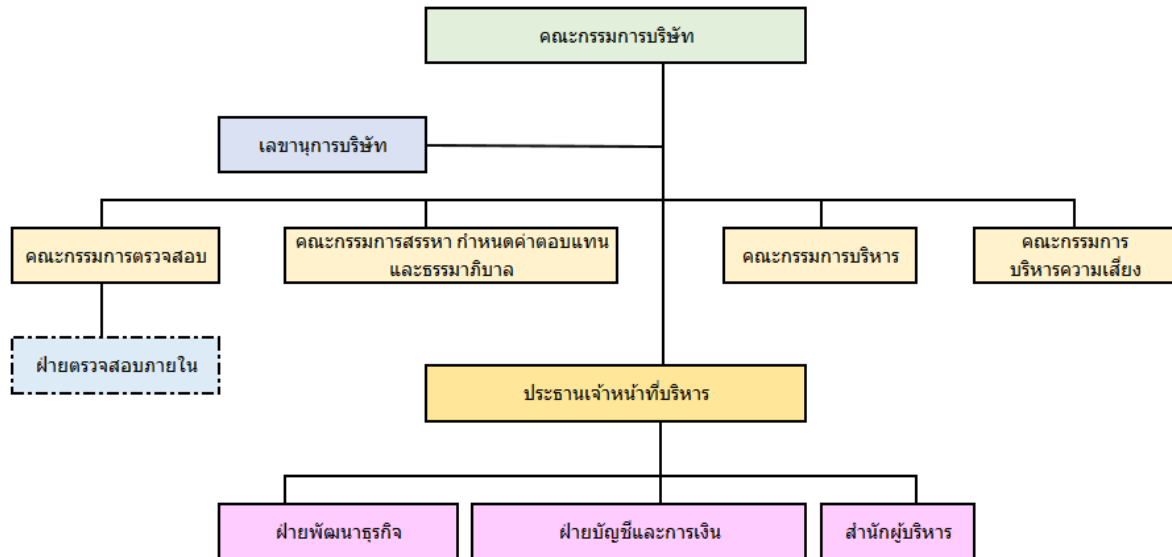 คณะกรรมการบริษัท
เลขานุการบริษัท
คณะกรรมการตรวจสอบ
คณะกรรมการสรรหา กำหนดค่าตอบแทน
และธรรมาภิบาล
คณะกรรมการบริหาร
คณะกรรมการ
บริหารความเสี่ยง
ฝ่ายตรวจสอบภายใน
ประธานเจ้าหน้าที่บริหาร
ฝ่ายพัฒนาธุรกิจ
ฝ่ายบัญชีและการเงิน
สำนักผู้บริหาร